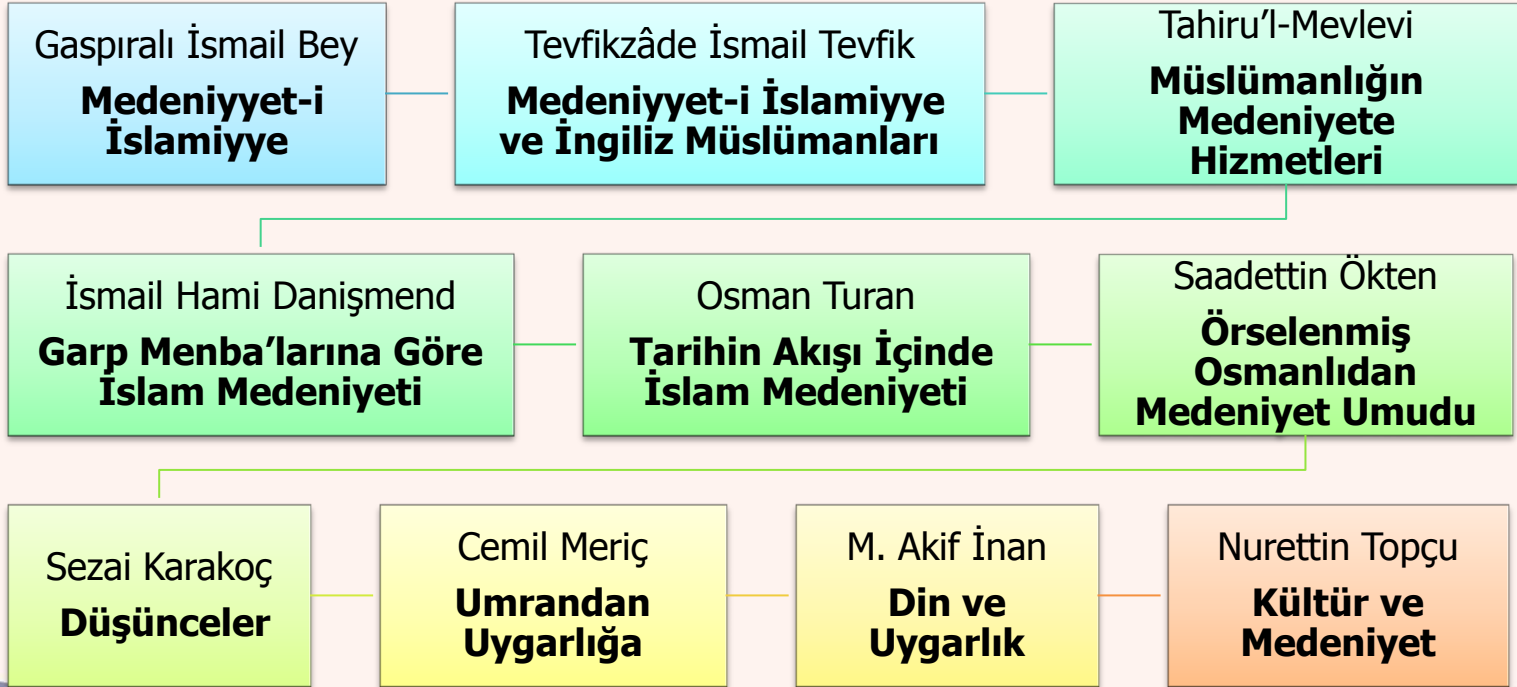 Gaspıralı İsmail Bey
Medeniyyet-i
İslamiyye
Tevfikzâde İsmail Tevfik
Medeniyyet-i İslamiyye
ve İngiliz Müslümanları
Tahiru’l-Mevlevi
Müslümanlığın
Medeniyete
Hizmetleri
İsmail Hami Danişmend
Garp Menba’larına Göre
İslam Medeniyeti
Osman Turan
Tarihin Akışı İçinde
İslam Medeniyeti
Saadettin Ökten
Örselenmiş
Osmanlıdan
Medeniyet Umudu
Sezai Karakoç
Düşünceler
Cemil Meriç
Umrandan
Uygarlığa
M. Akif İnan
Din ve
Uygarlık
Nurettin Topçu
Kültür ve
Medeniyet